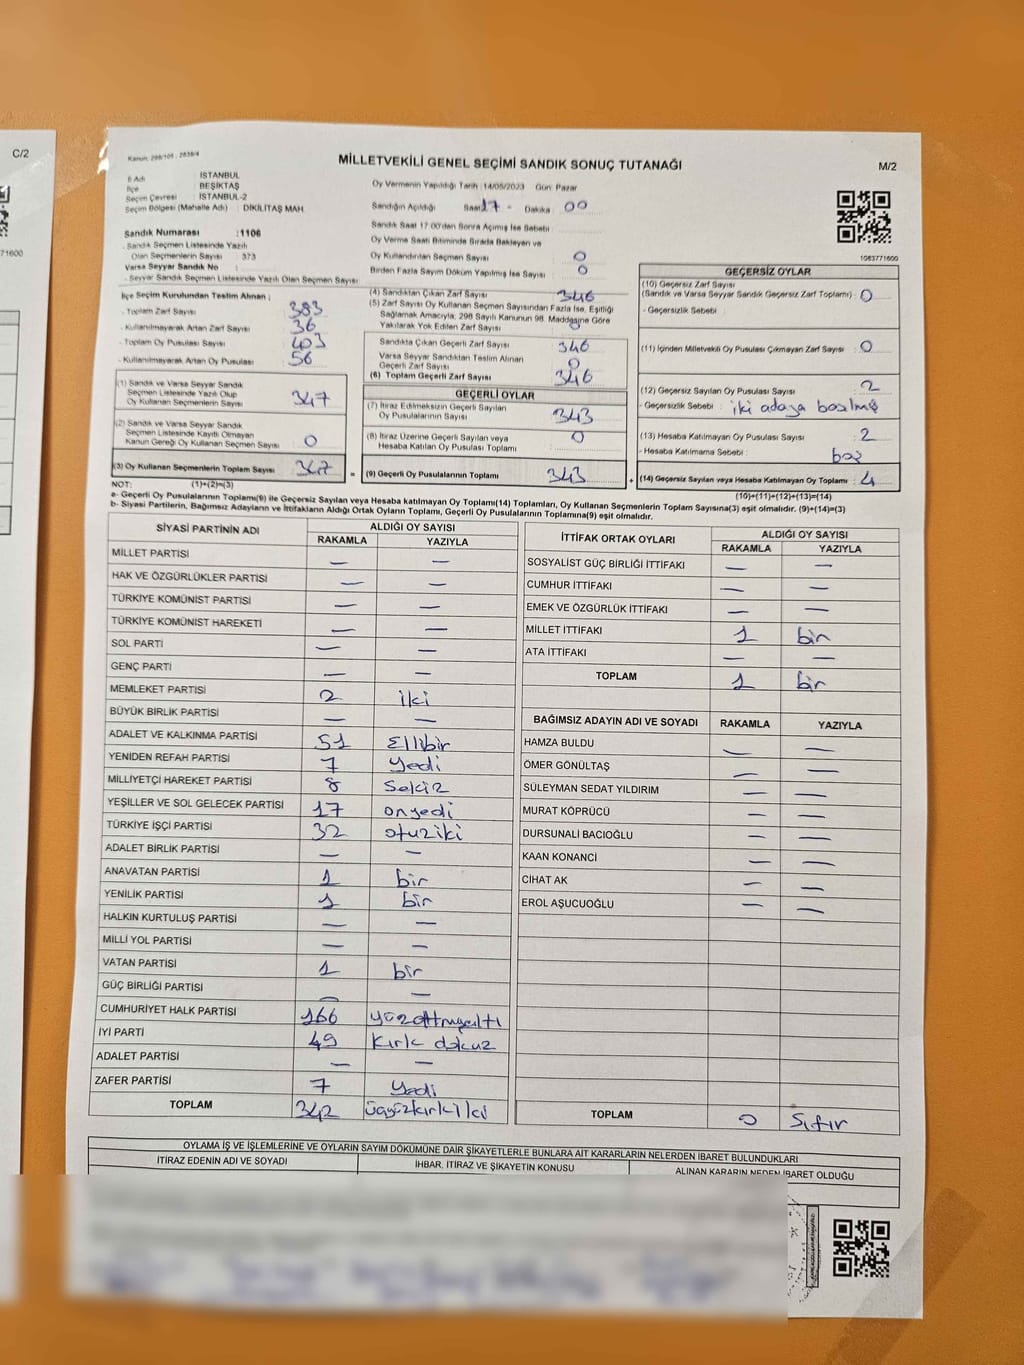 C/2
71600
Kanun: 298/105 : 2839/4
MİLLETVEKİLİ GENEL SEÇİMİ SANDIK SONUÇ TUTANAĞI
M/2
İl Adı : İSTANBUL
İlçe : BEŞİKTAŞ
Seçim Çevresi : İSTANBUL-2
Seçim Bölgesi (Mahalle Adı) : DİKİLİTAŞ MAH
Sandık Numarası :1106
- Sandık Seçmen Listesinde Yazılı
Olan Seçmenlerin Sayısı : 373
Varsa Seyyar Sandık No :
- Seyyar Sandık Seçmen Listesinde Yazılı Olan Seçmen Sayısı
Oy Vermenin Yapıldığı Tarih :14/05/2023 Gün: Pazar
Sandığın Açıldığı Saat 17 - Dakika 00
Sandık Saat 17:00'den Sonra Açılmış İse Sebebi
Oy Verme Saati Bitiminde Sırada Bekleyen ve
Oy Kullandırılan Seçmen Sayısı 0
Birden Fazla Sayım Döküm Yapılmış İse Sayısı 0
1083771600
İlçe Seçim Kurulundan Teslim Alınan ;
- Toplam Zarf Sayısı : 383
- Kullanılmayarak Artan Zarf Sayısı : 36
- Toplam Oy Pusulası Sayısı : 403
- Kullanılmayarak Artan Oy Pusulası : 56
(1) Sandık ve Varsa Seyyar Sandık
Seçmen Listesinde Yazılı Olup
Oy Kullanan Seçmenlerin Sayısı 347
(2) Sandık ve Varsa Seyyar Sandık
Seçmen Listesinde Kayıtlı Olmayan
Kanun Gereği Oy Kullanan Seçmen Sayısı 0
(3) Oy Kullanan Seçmenlerin Toplam Sayısı 347
(4) Sandıktan Çıkan Zarf Sayısı 346
(5) Zarf Sayısı Oy Kullanan Seçmen Sayısından Fazla İse, Eşitliği
Sağlamak Amacıyla, 298 Sayılı Kanunun 98. Maddesine Göre
Yakılarak Yok Edilen Zarf Sayısı
Sandıkta Çıkan Geçerli Zarf Sayısı 346
Varsa Seyyar Sandıktan Teslim Alınan
Geçerli Zarf Sayısı 0
(6) Toplam Geçerli Zarf Sayısı 346
GEÇERLİ OYLAR
(7) İtiraz Edilmeksizin Geçerli Sayılan
Oy Pusulalarının Sayısı 343
(8) İtiraz Üzerine Geçerli Sayılan veya
Hesaba Katılan Oy Pusulaları Toplamı 0
= (9) Geçerli Oy Pusulalarının Toplamı 343
GEÇERSİZ OYLAR
(10) Geçersiz Zarf Sayısı
(Sandık ve Varsa Seyyar Sandık Geçersiz Zarf Toplamı) : 0
- Geçersizlik Sebebi :
(11) İçinden Milletvekili Oy Pusulası Çıkmayan Zarf Sayısı : 0
(12) Geçersiz Sayılan Oy Pusulası Sayısı : 2
- Geçersizlik Sebebi : iki adaya basılmış
(13) Hesaba Katılmayan Oy Pusulası Sayısı : 2
- Hesaba Katılmama Sebebi : boş
+ (14) Geçersiz Sayılan veya Hesaba Katılmayan Oy Toplamı : 4
NOT: (1)+(2)=(3) (10)+(11)+(12)+(13)=(14)
a- Geçerli Oy Pusulalarının Toplamı(9) ile Geçersiz Sayılan veya Hesaba Katılmayan Oy Toplamı(14) Toplamları, Oy Kullanan Seçmenlerin Toplam Sayısına(3) eşit olmalıdır. (9)+(14)=(3)
b- Siyasi Partilerin, Bağımsız Adayların ve İttifakların Aldığı Ortak Oyların Toplamı, Geçerli Oy Pusulalarının Toplamına(9) eşit olmalıdır.
SİYASİ PARTİNİN ADI ALDIĞI OY SAYISI
RAKAMLA YAZIYLA
MİLLET PARTİSİ — —
HAK VE ÖZGÜRLÜKLER PARTİSİ — —
TÜRKİYE KOMÜNİST PARTİSİ — —
TÜRKİYE KOMÜNİST HAREKETİ — —
SOL PARTİ — —
GENÇ PARTİ — —
MEMLEKET PARTİSİ 2 iki
BÜYÜK BİRLİK PARTİSİ — —
ADALET VE KALKINMA PARTİSİ 51 Ellibir
YENİDEN REFAH PARTİSİ 7 yedi
MİLLİYETÇİ HAREKET PARTİSİ 8 Sekiz
YEŞİLLER VE SOL GELECEK PARTİSİ 17 onyedi
TÜRKİYE İŞÇİ PARTİSİ 32 otuziki
ADALET BİRLİK PARTİSİ — —
ANAVATAN PARTİSİ 1 bir
YENİLİK PARTİSİ 1 bir
HALKIN KURTULUŞ PARTİSİ — —
MİLLİ YOL PARTİSİ — —
VATAN PARTİSİ 1 bir
GÜÇ BİRLİĞİ PARTİSİ — —
CUMHURİYET HALK PARTİSİ 166 yüzaltmışaltı
İYİ PARTİ 49 Kırk dokuz
ADALET PARTİSİ — —
ZAFER PARTİSİ 7 Yedi
TOPLAM 342 üçyüzkırkiki
İTTİFAK ORTAK OYLARI ALDIĞI OY SAYISI
RAKAMLA YAZIYLA
SOSYALİST GÜÇ BİRLİĞİ İTTİFAKI — —
CUMHUR İTTİFAKI — —
EMEK VE ÖZGÜRLÜK İTTİFAKI — —
MİLLET İTTİFAKI 1 bir
ATA İTTİFAKI — —
TOPLAM 1 bir
BAĞIMSIZ ADAYIN ADI VE SOYADI RAKAMLA YAZIYLA
HAMZA BULDU — —
ÖMER GÖNÜLTAŞ — —
SÜLEYMAN SEDAT YILDIRIM — —
MURAT KÖPRÜCÜ — —
DURSUNALİ BACIOĞLU — —
KAAN KONANCİ — —
CİHAT AK — —
EROL AŞUCUOĞLU — —
TOPLAM 0 Sıfır
OYLAMA İŞ VE İŞLEMLERİNE VE OYLARIN SAYIM DÖKÜMÜNE DAİR ŞİKAYETLERLE BUNLARA AİT KARARLARIN NELERDEN İBARET BULUNDUKLARI
İTİRAZ EDENİN ADI VE SOYADI İHBAR, İTİRAZ VE ŞİKAYETİN KONUSU ALINAN KARARIN NEDEN İBARET OLDUĞU